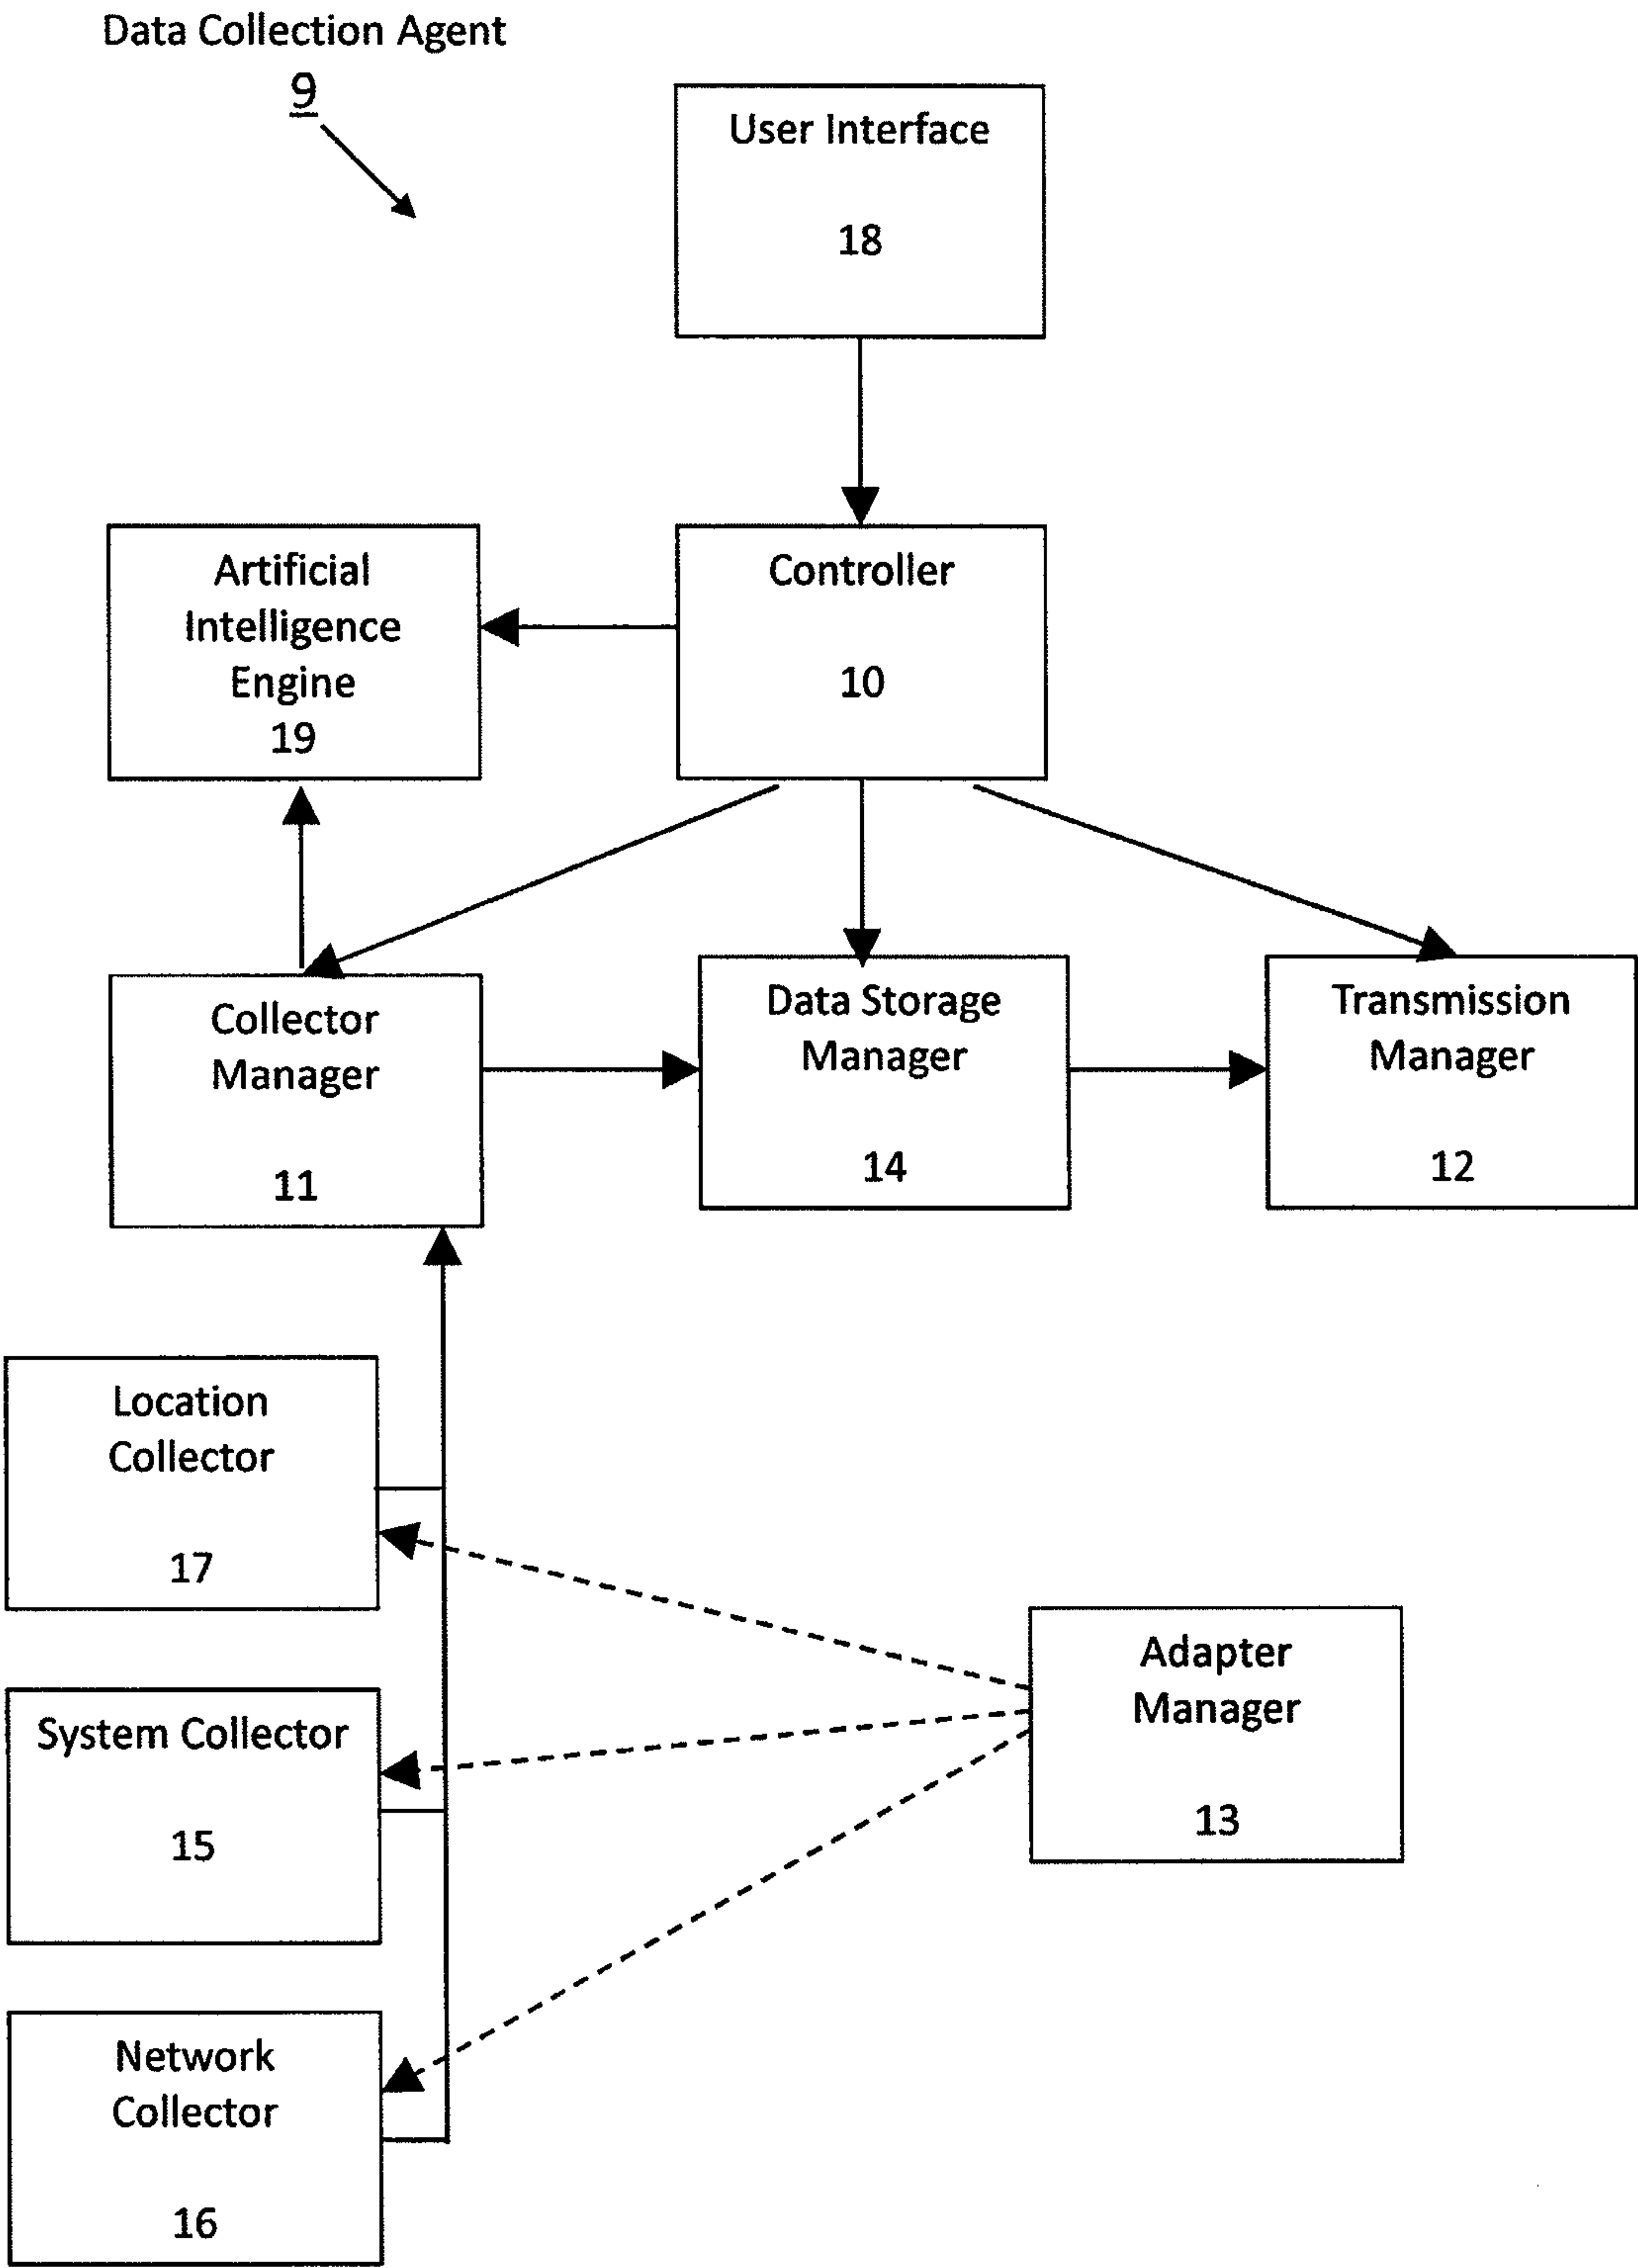 Data Collection Agent
9
User Interface
18
Artificial
Intelligence
Engine
19
Controller
10
Collector
Manager
11
Data Storage
Manager
14
Transmission
Manager
12
Location
Collector
17
System Collector
15
Network
Collector
16
Adapter
Manager
13